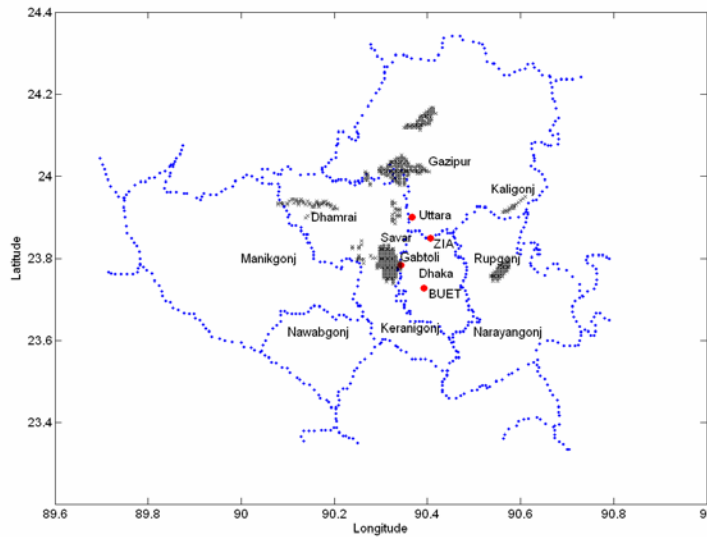 24.4
24.2
24
23.8
23.6
23.4
Latitude
Gazipur
Kaligonj
Dhamrai
Uttara
Savar
ZIA
Manikgonj
Gabtoli
Rupgonj
Dhaka
BUET
Nawabgonj
Keranigonj
Narayangonj
89.6
89.8
90
90.2
90.4
90.6
90.8
Longitude